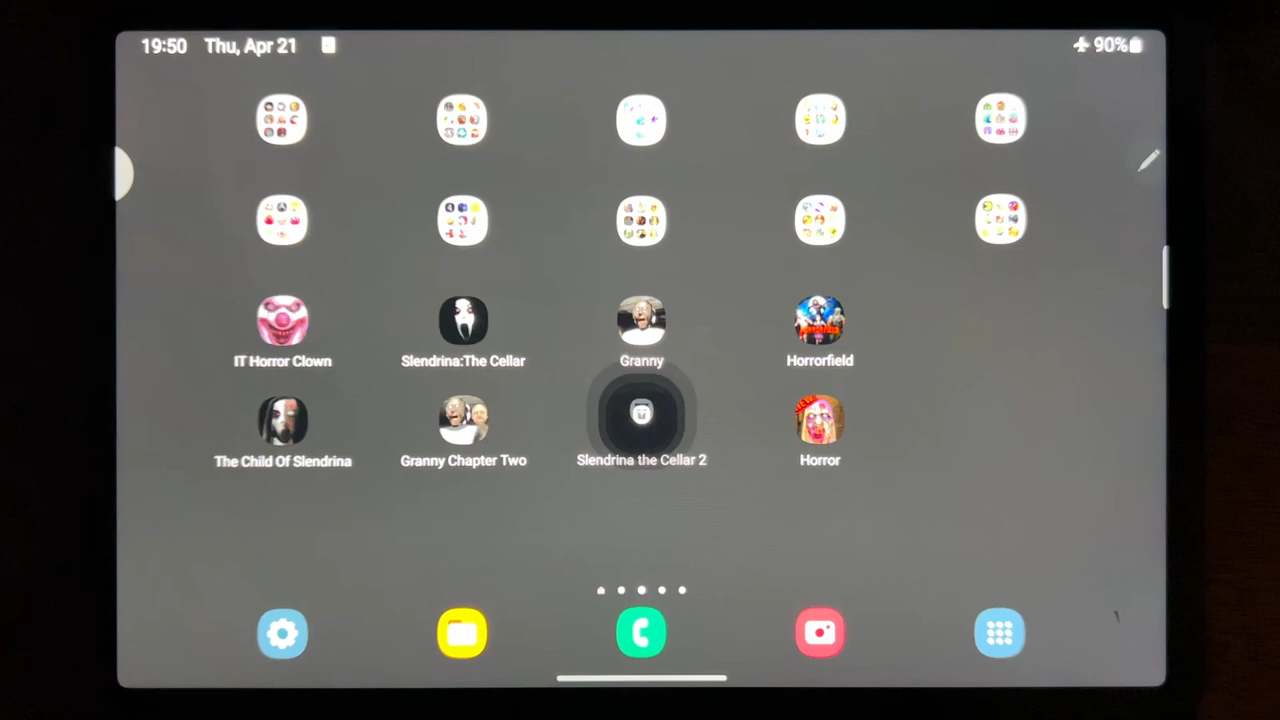 19:50 Thu, Apr 21 90%
IT Horror Clown Slendrina:The Cellar Granny Horrorfield
The Child Of Slendrina Granny Chapter Two Slendrina the Cellar 2 Horror